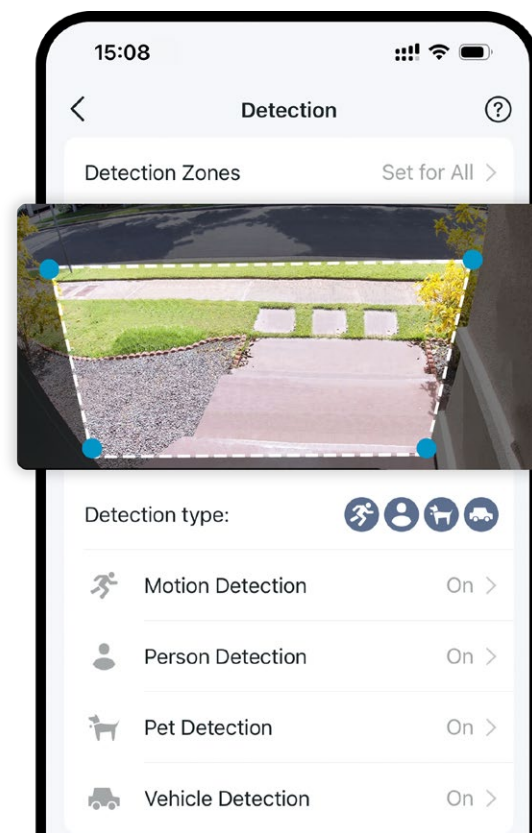 15:08
Detection
Detection Zones Set for All
Detection type:
Motion Detection On
Person Detection On
Pet Detection On
Vehicle Detection On